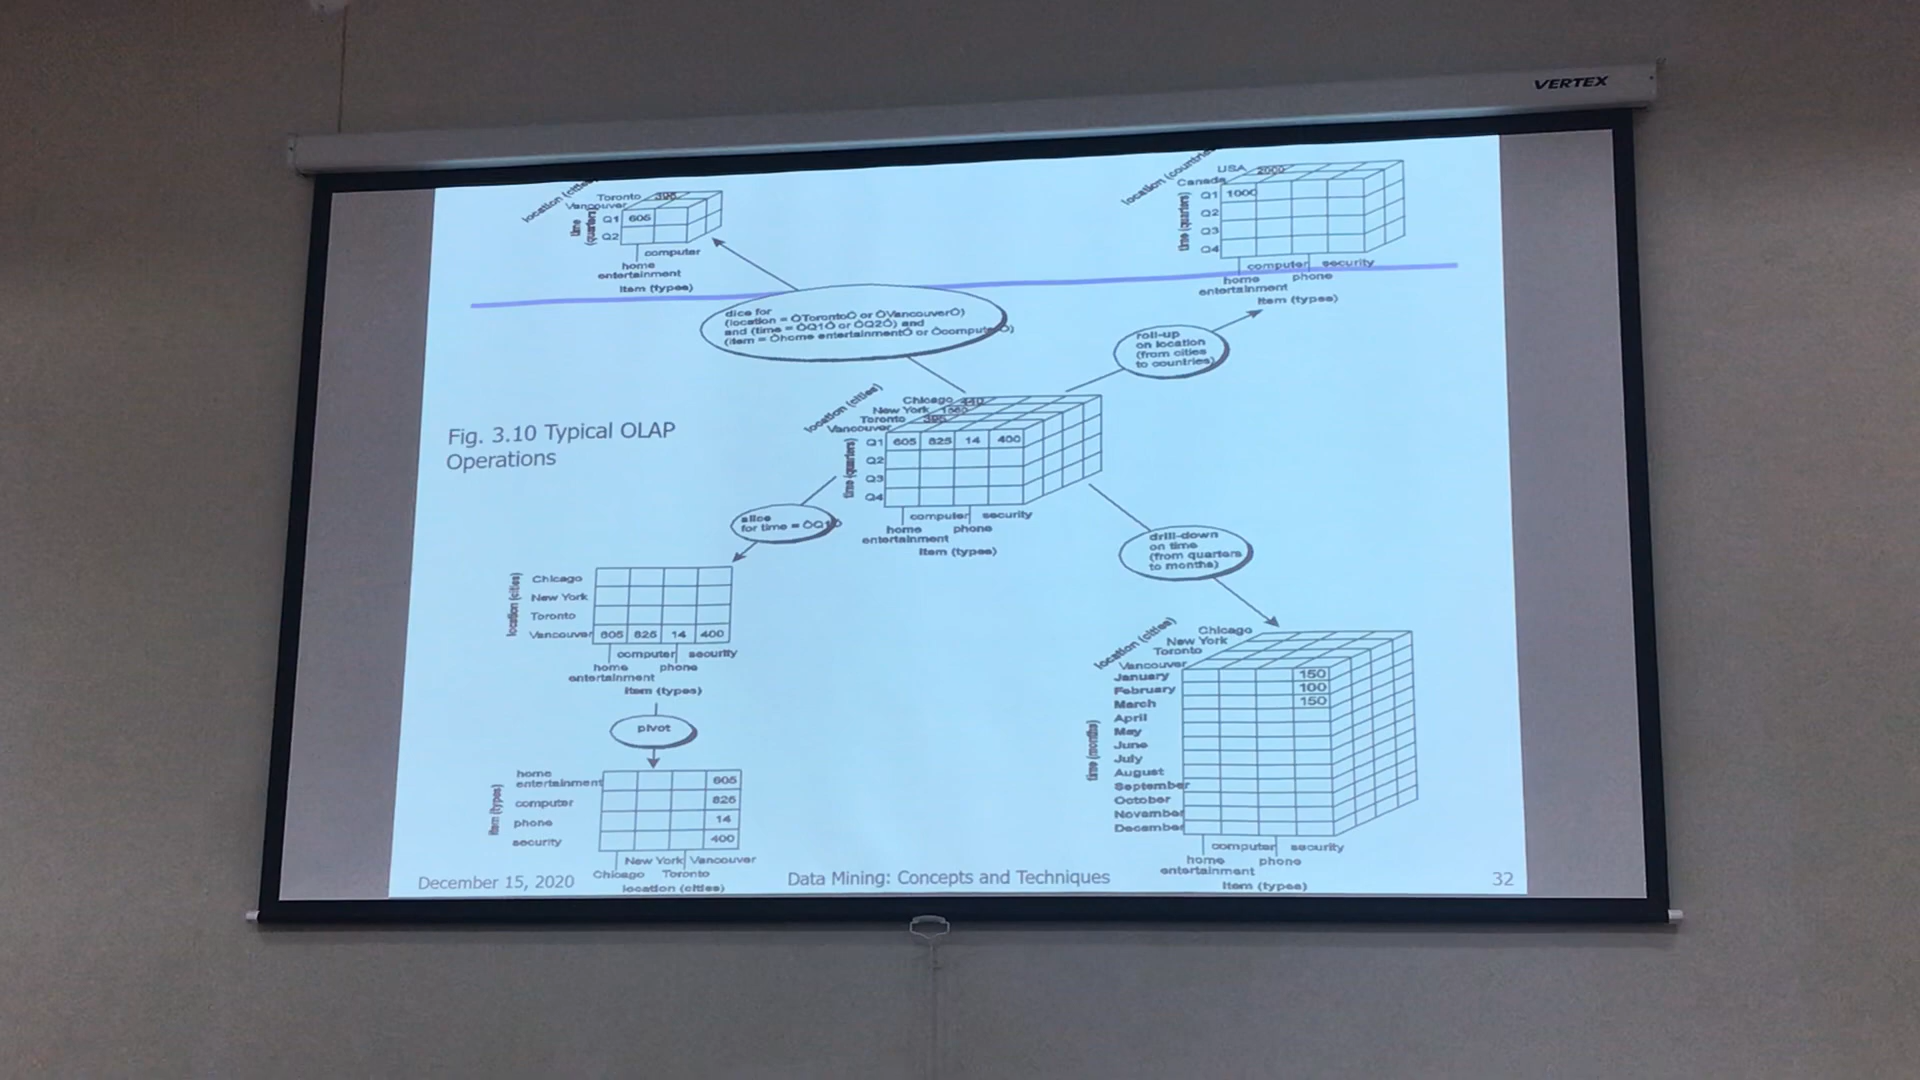 VERTEX
location (cities)
Toronto 395
Vancouver
time (quarters)
Q1 605
Q2
computer
home
entertainment
item (types)
USA 2000
Canada
time (quarters)
Q1 1000
Q2
Q3
Q4
computer security
home phone
entertainment
item (types)
dice for
(location = ÒTorontoÓ or ÒVancouverÓ)
and (time = ÒQ1Ó or ÒQ2Ó) and
(item = Òhome entertainmentÓ or ÒcomputerÓ)
roll-up
on location
(from cities
to countries)
Fig. 3.10 Typical OLAP
Operations
location (cities)
Chicago 440
New York 1560
Toronto 395
Vancouver
time (quarters)
Q1 605 825 14 400
Q2
Q3
Q4
computer security
home phone
entertainment
item (types)
slice
for time = ÒQ1Ó
drill-down
on time
(from quarters
to months)
location (cities)
Chicago
New York
Toronto
Vancouver 605 825 14 400
computer security
home phone
entertainment
item (types)
pivot
item (types)
home
entertainment 605
computer 825
phone 14
security 400
New York Vancouver
Chicago Toronto
location (cities)
location (cities)
Chicago
New York
Toronto
Vancouver
time (months)
January 150
February 100
March 150
April
May
June
July
August
September
October
November
December
computer security
home phone
entertainment
item (types)
December 15, 2020
Data Mining: Concepts and Techniques
32